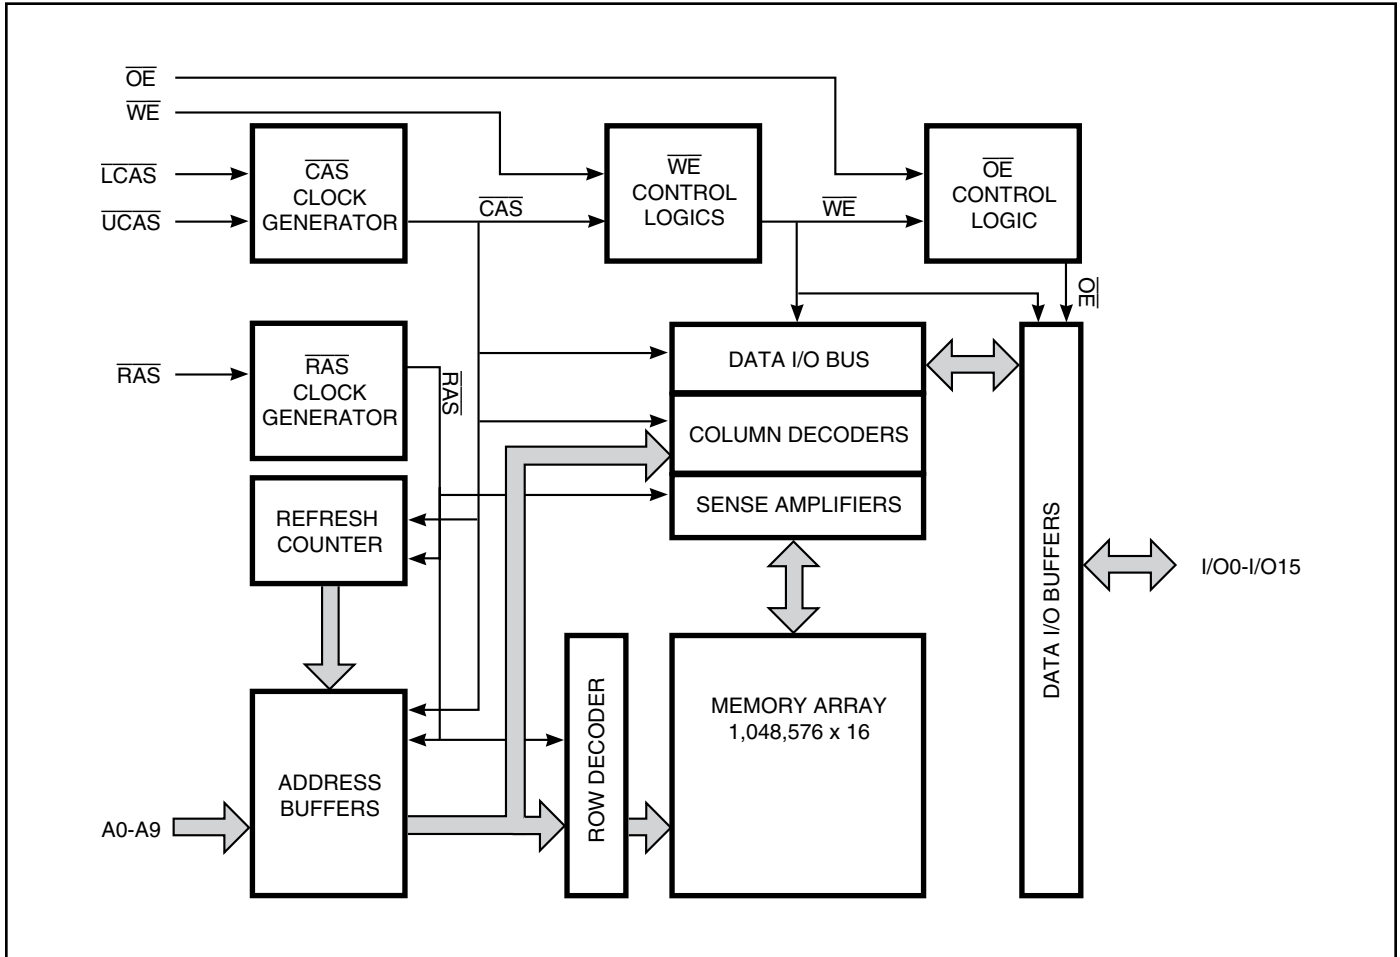 OE
WE
LCAS
UCAS
CAS
CLOCK
GENERATOR
CAS
WE
CONTROL
LOGICS
WE
OE
CONTROL
LOGIC
OE
RAS
RAS
CLOCK
GENERATOR
RAS
DATA I/O BUS
COLUMN DECODERS
SENSE AMPLIFIERS
REFRESH
COUNTER
DATA I/O BUFFERS
I/O0-I/O15
ROW DECODER
MEMORY ARRAY
1,048,576 x 16
ADDRESS
BUFFERS
A0-A9